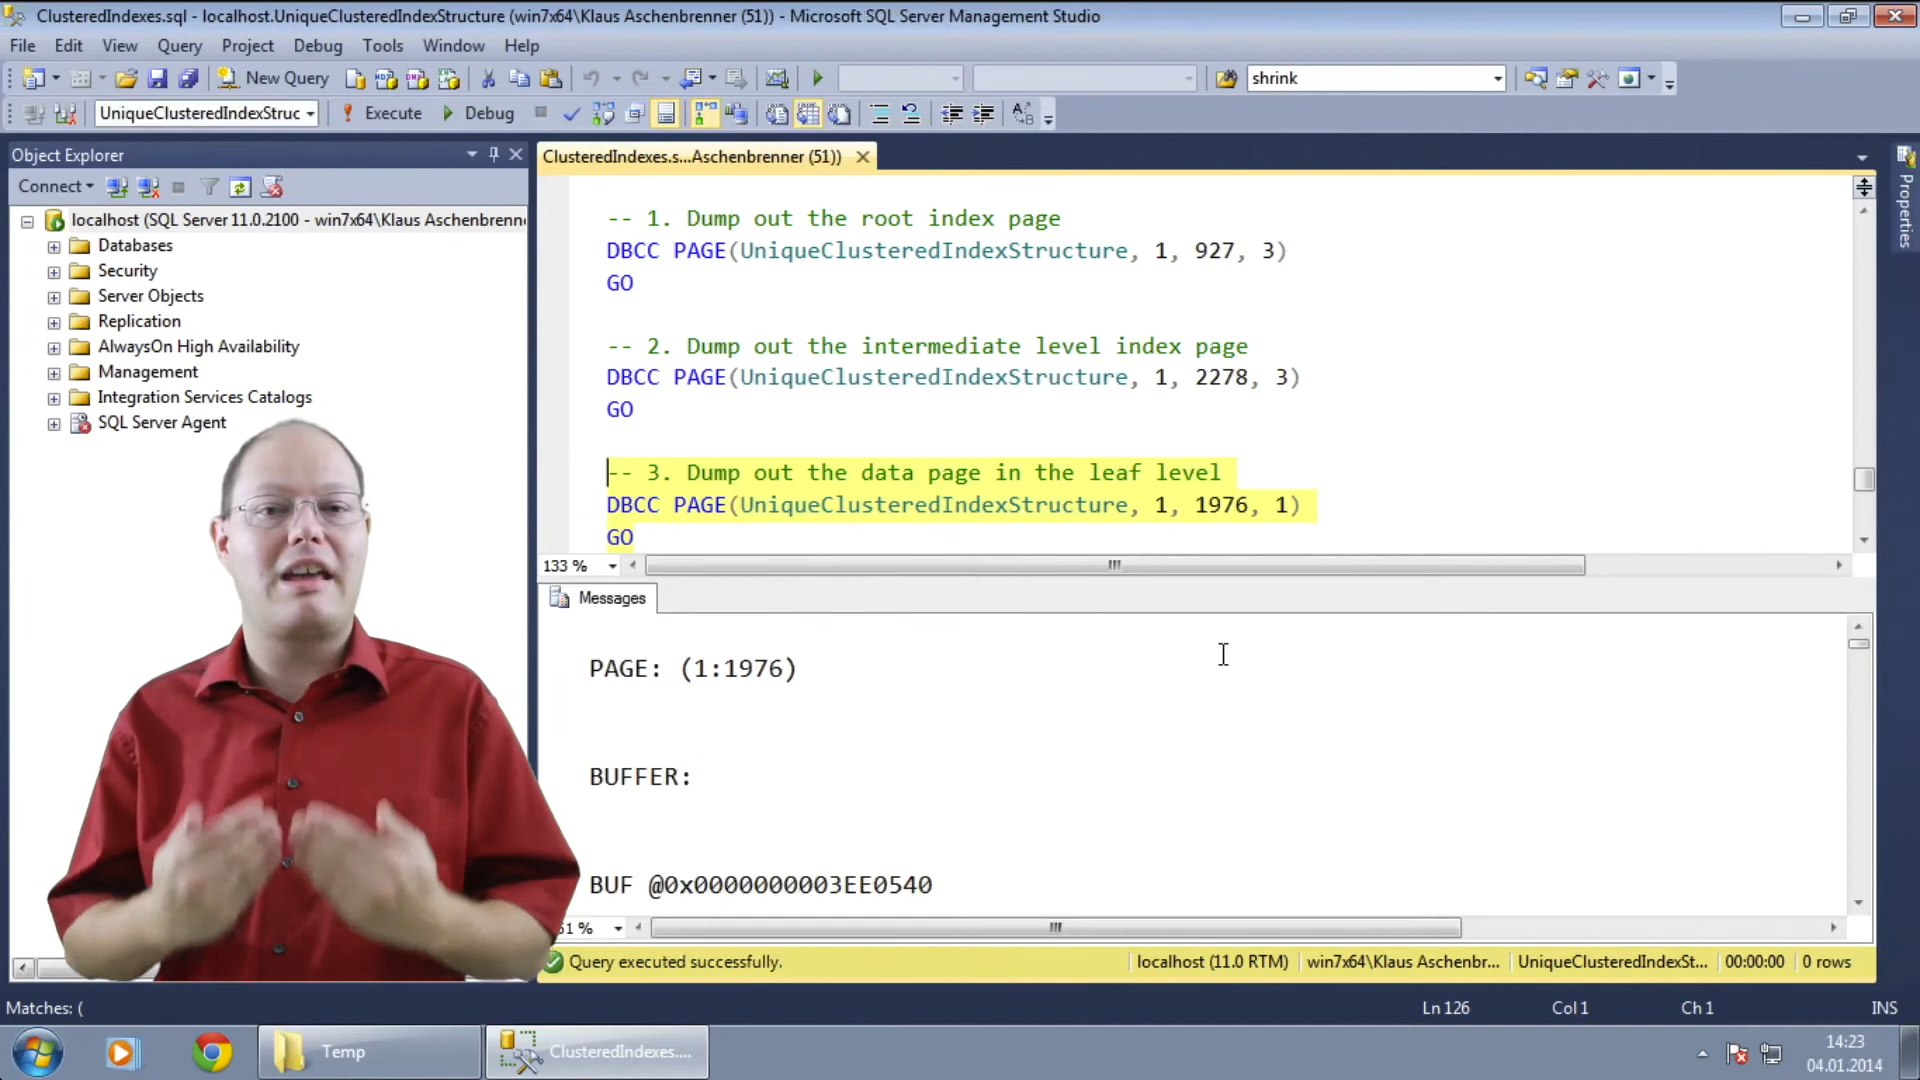 ClusteredIndexes.sql - localhost.UniqueClusteredIndexStructure (win7x64\Klaus Aschenbrenner (51)) - Microsoft SQL Server Management Studio
File Edit View Query Project Debug Tools Window Help
New Query shrink
UniqueClusteredIndexStruc Execute Debug
Object Explorer
Connect
localhost (SQL Server 11.0.2100 - win7x64\Klaus Aschenbrenn
Databases
Security
Server Objects
Replication
AlwaysOn High Availability
Management
Integration Services Catalogs
SQL Server Agent
ClusteredIndexes.s...Aschenbrenner (51))
Properties
-- 1. Dump out the root index page
DBCC PAGE(UniqueClusteredIndexStructure, 1, 927, 3)
GO
-- 2. Dump out the intermediate level index page
DBCC PAGE(UniqueClusteredIndexStructure, 1, 2278, 3)
GO
-- 3. Dump out the data page in the leaf level
DBCC PAGE(UniqueClusteredIndexStructure, 1, 1976, 1)
GO
133 %
Messages
PAGE: (1:1976)
BUFFER:
BUF @0x0000000003EE0540
61 %
Query executed successfully. localhost (11.0 RTM) win7x64\Klaus Aschenbr... UniqueClusteredIndexSt... 00:00:00 0 rows
Matches: ( Ln 126 Col 1 Ch 1 INS
Temp ClusteredIndexes....
14:23
04.01.2014